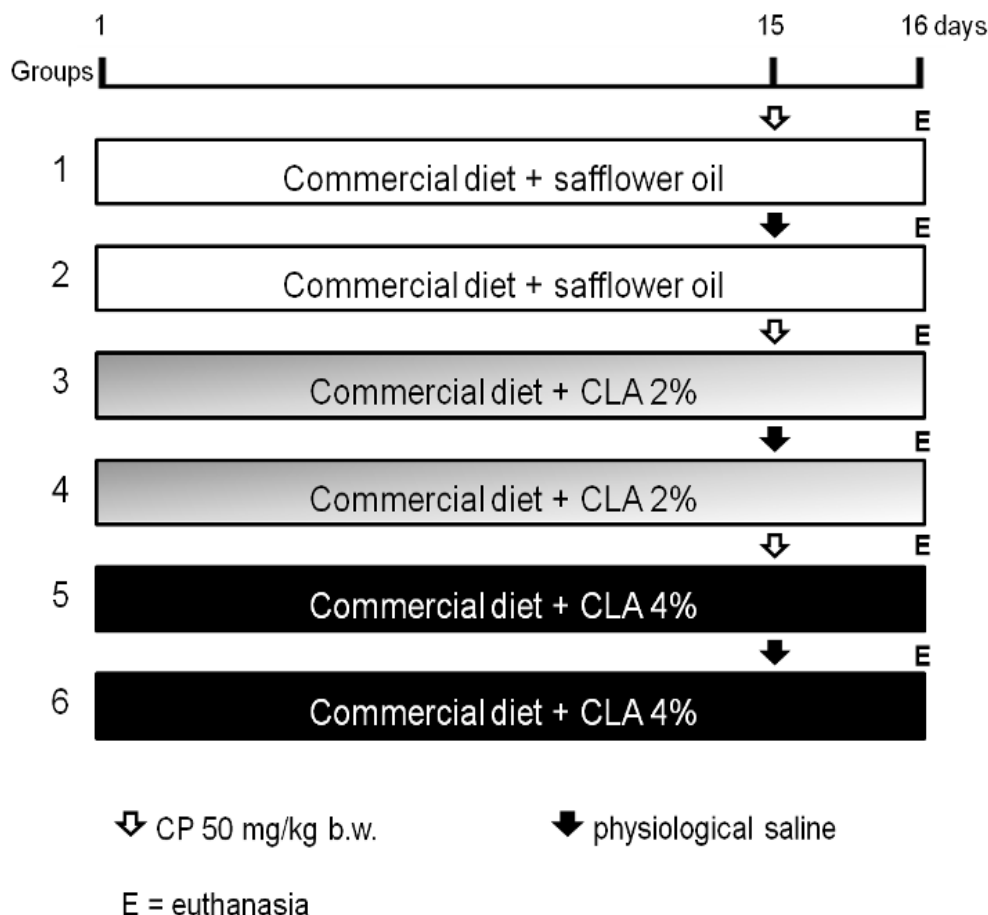 1 15 16 days
Groups
E
1 Commercial diet + safflower oil
E
2 Commercial diet + safflower oil
E
3 Commercial diet + CLA 2%
E
4 Commercial diet + CLA 2%
E
5 Commercial diet + CLA 4%
E
6 Commercial diet + CLA 4%
CP 50 mg/kg b.w. physiological saline
E = euthanasia